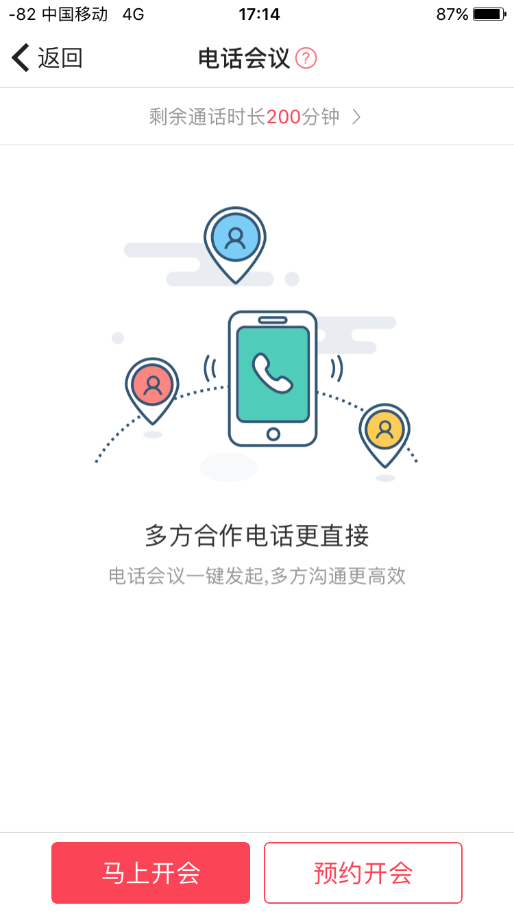 -82 中国移动 4G 17:14 87%
返回 电话会议 ?
剩余通话时长200分钟
多方合作电话更直接
电话会议一键发起,多方沟通更高效
马上开会 预约开会